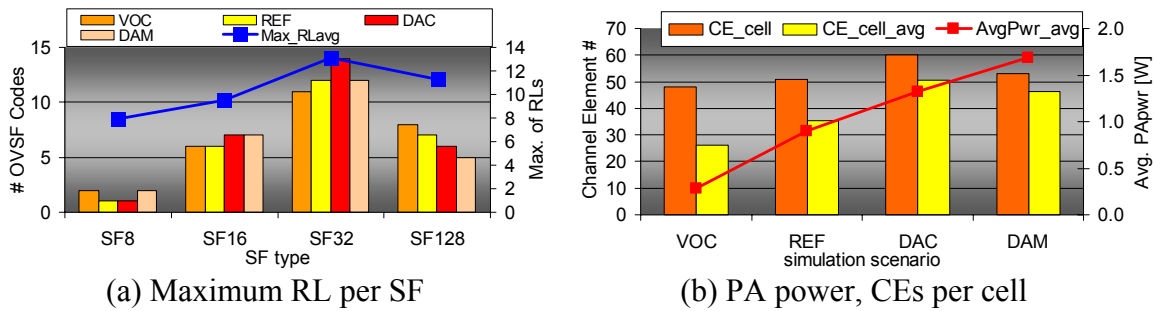 VOC REF DAC
DAM Max_RLavg
# OVSF Codes
15
10
5
0
14
12
10
8
6
4
2
0
Max. of RLs
SF8 SF16 SF32 SF128
SF type
(a) Maximum RL per SF
CE_cell CE_cell_avg AvgPwr_avg
Channel Element #
70
60
50
40
30
20
10
0
2.0
1.5
1.0
0.5
0.0
Avg. PApwr [W]
VOC REF DAC DAM
simulation scenario
(b) PA power, CEs per cell